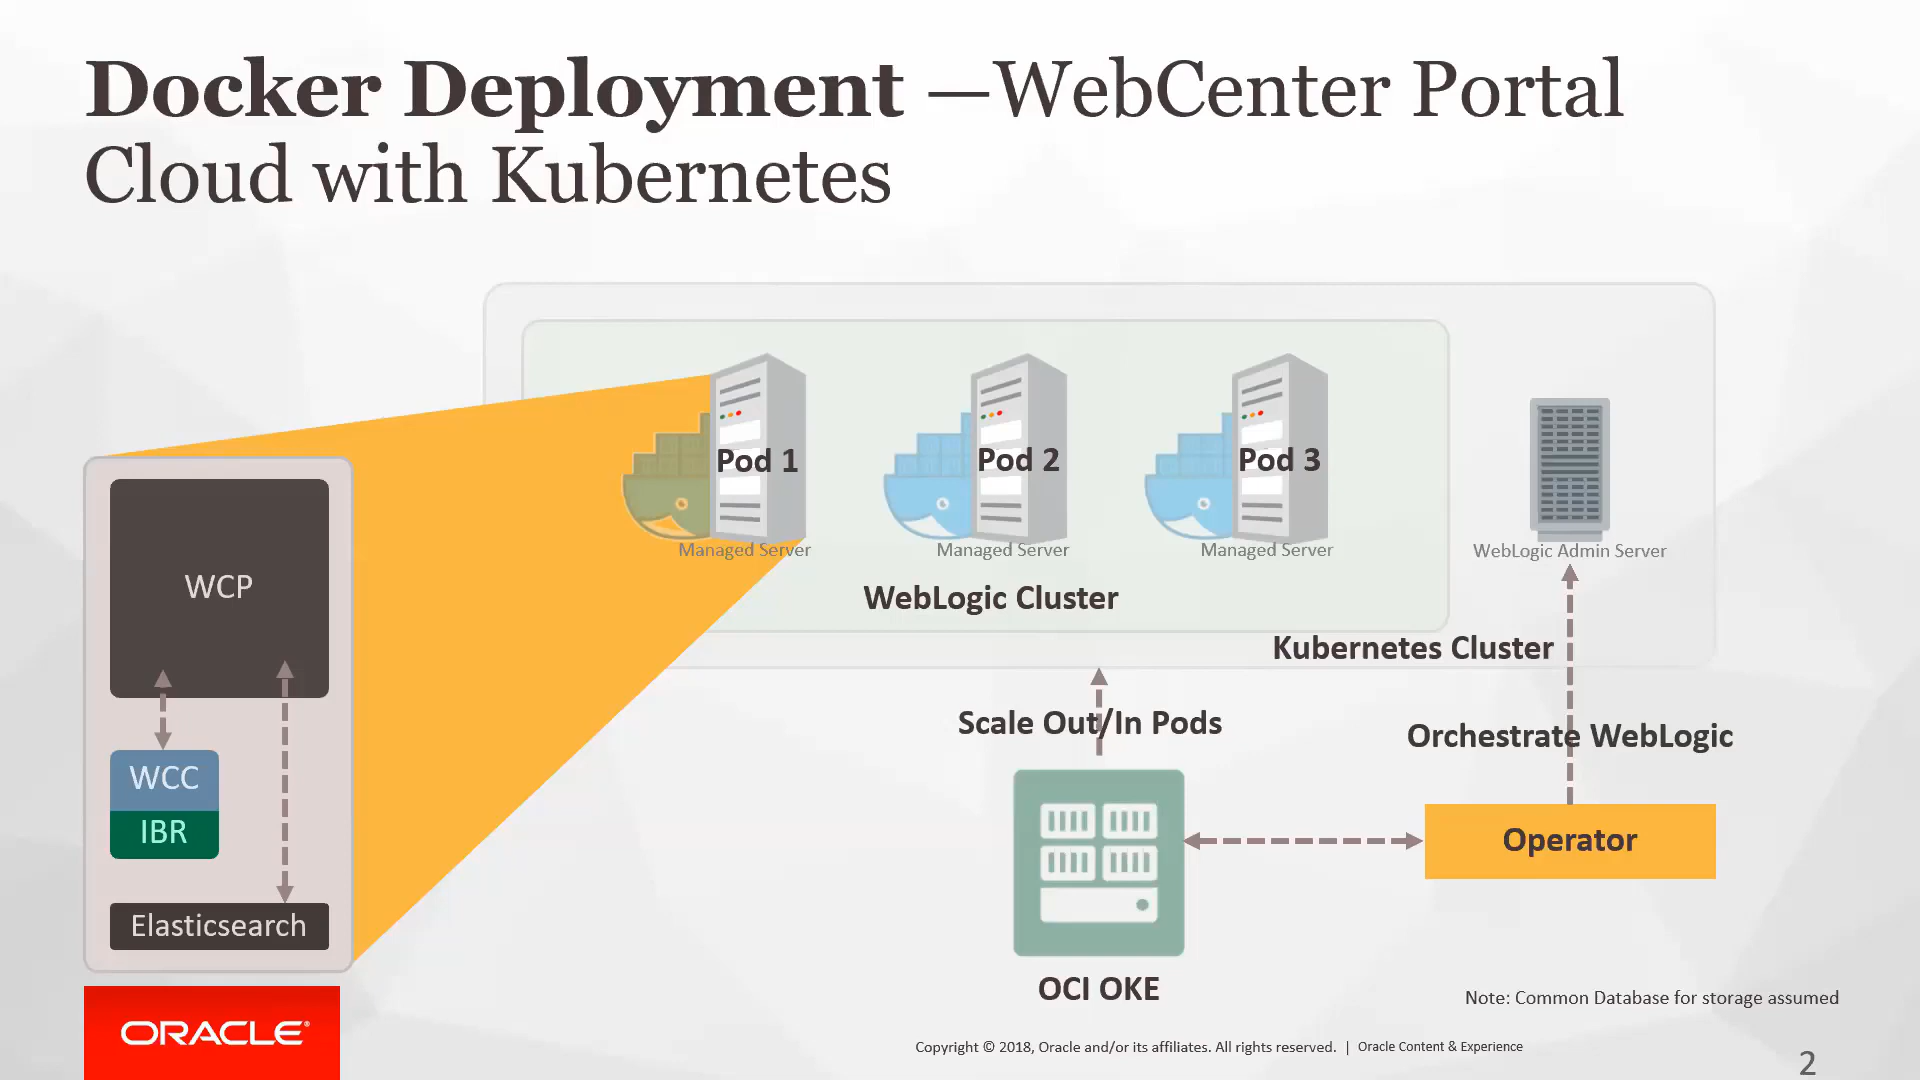 Docker Deployment —WebCenter Portal
Cloud with Kubernetes
Pod 1
Pod 2
Pod 3
Managed Server
Managed Server
Managed Server
WebLogic Admin Server
WebLogic Cluster
Kubernetes Cluster
WCP
WCC
IBR
Elasticsearch
Scale Out/In Pods
Orchestrate WebLogic
Operator
OCI OKE
Note: Common Database for storage assumed
ORACLE®
Copyright © 2018, Oracle and/or its affiliates. All rights reserved. | Oracle Content & Experience
2